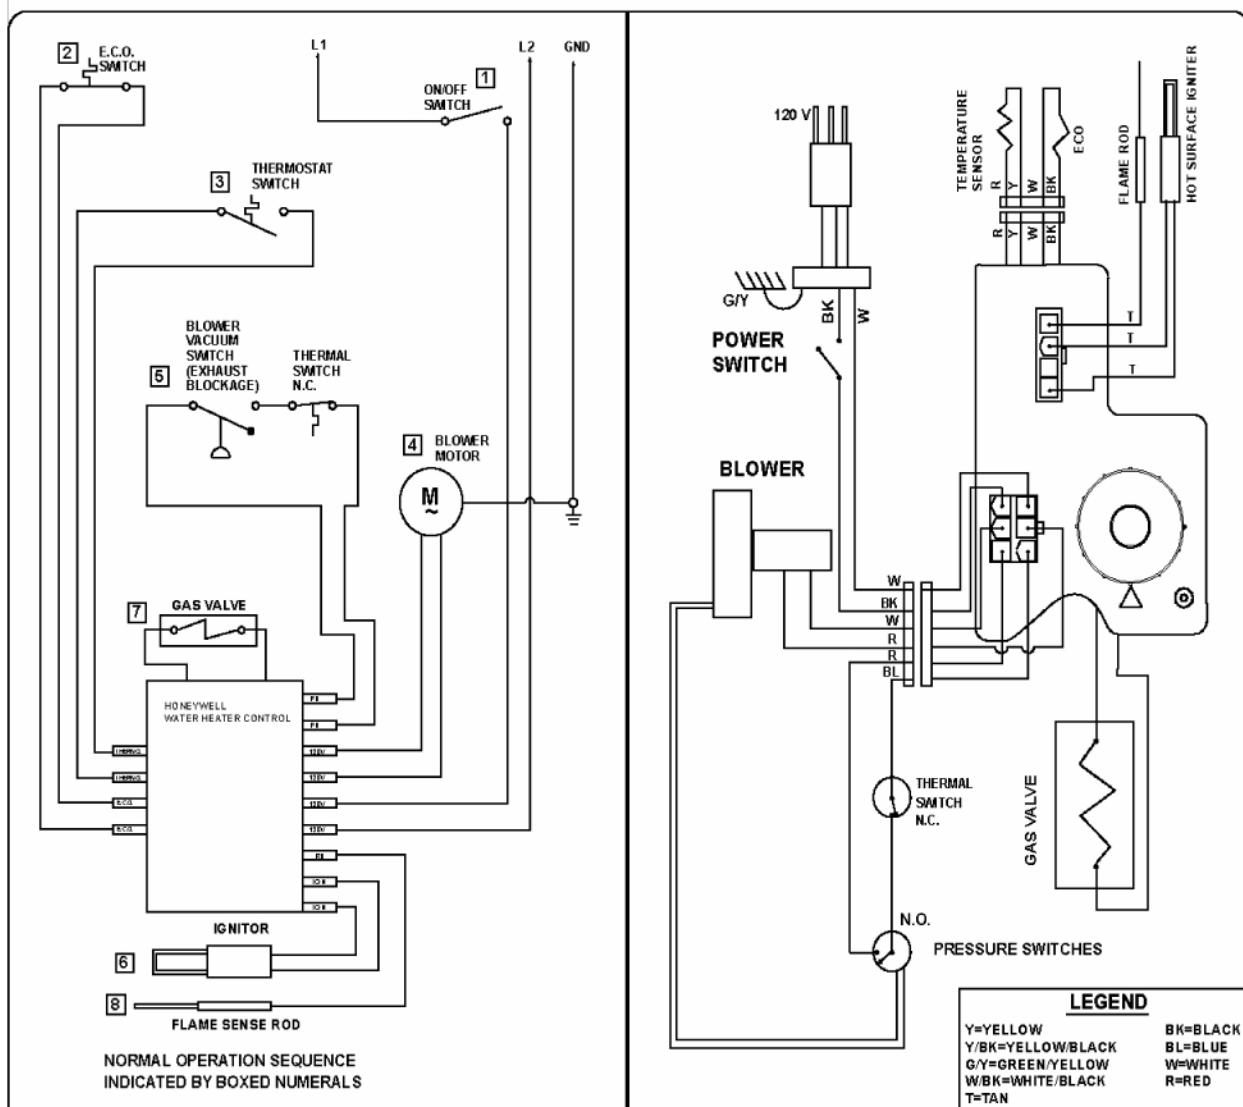 2
E.C.O.
SWITCH
L1
L2
GND
1
ON/OFF
SWITCH
3
THERMOSTAT
SWITCH
BLOWER
VACUUM
SWITCH
(EXHAUST
BLOCKAGE)
5
THERMAL
SWITCH
N.C.
4
BLOWER
MOTOR
M
~
7
GAS VALVE
HONEYWELL
WATER HEATER CONTROL
120V
120V
120V
120V
E.C.O.
E.C.O.
IGNITOR
6
8
FLAME SENSE ROD
NORMAL OPERATION SEQUENCE
INDICATED BY BOXED NUMERALS
120 V
TEMPERATURE
SENSOR
R
Y
W
BK
ECO
R
Y
W
BK
FLAME ROD
HOT SURFACE IGNITER
G/Y
BK
W
POWER
SWITCH
T
T
T
BLOWER
W
BK
W
R
R
BL
THERMAL
SWITCH
N.C.
GAS VALVE
N.O.
PRESSURE SWITCHES
LEGEND
Y=YELLOW
Y/BK=YELLOW/BLACK
G/Y=GREEN/YELLOW
W/BK=WHITE/BLACK
T=TAN
BK=BLACK
BL=BLUE
W=WHITE
R=RED